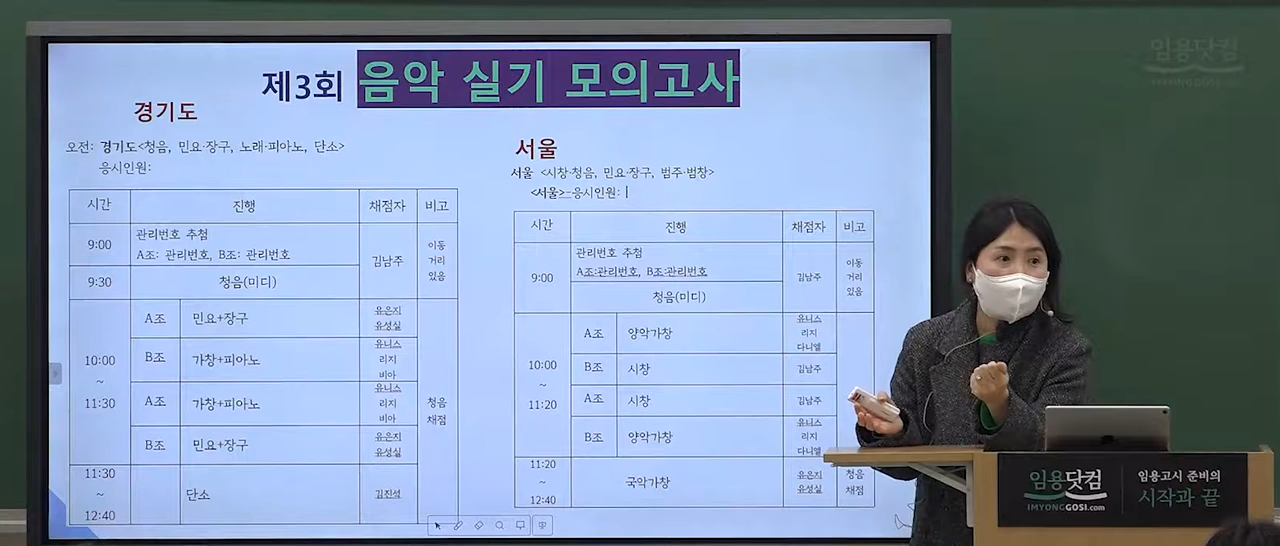 제3회 음악 실기 모의고사
경기도
오전: 경기도<청음, 민요·장구, 노래·피아노, 단소>
응시인원:
시간 진행 채점자 비고
9:00 관리번호 추첨
A조: 관리번호, B조: 관리번호
김남주
이동
거리
있음
9:30 청음(미디)
10:00
~
11:30
A조 민요+장구
유은지
유성실
B조 가창+피아노
유니스
리지
비아
A조 가창+피아노
유니스
리지
비아
B조 민요+장구
유은지
유성실
청음
채점
11:30
~
12:40
단소 김진석
서울
서울 <시창·청음, 민요·장구, 범주·범창>
<서울>-응시인원:
시간 진행 채점자 비고
9:00
관리번호 추첨
A조:관리번호, B조:관리번호
청음(미디)
김남주
이동
거리
있음
10:00
~
11:20
A조 양악가창
유니스
리지
다니엘
B조 시창 김남주
A조 시창 김남주
B조 양악가창
유니스
리지
다니엘
11:20
~
12:40
국악가창
유은지
유성실
청음
채점
임용닷컴
IMYONGGOSI.com
임용닷컴
IMYONGGOSI.com
임용고시 준비의
시작과 끝